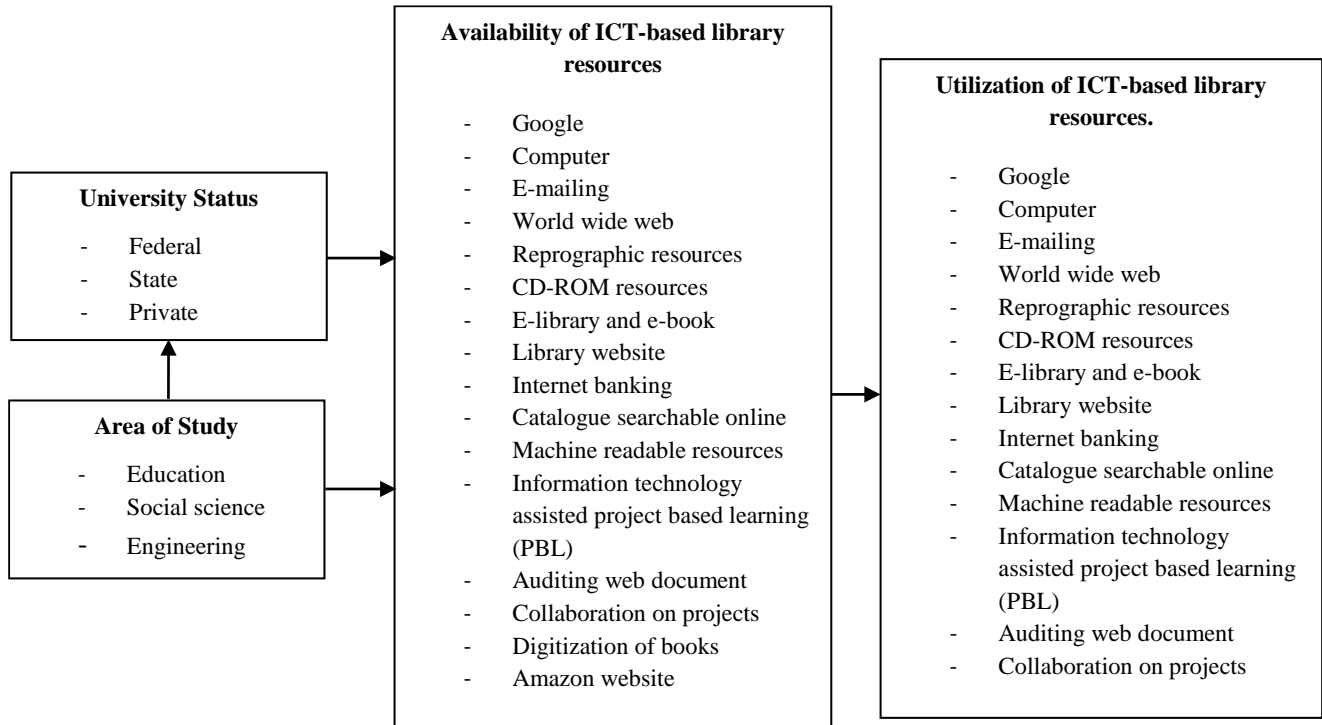 University Status
- Federal
- State
- Private
Area of Study
- Education
- Social science
- Engineering
Availability of ICT-based library
resources
- Google
- Computer
- E-mailing
- World wide web
- Reprographic resources
- CD-ROM resources
- E-library and e-book
- Library website
- Internet banking
- Catalogue searchable online
- Machine readable resources
- Information technology
assisted project based learning
(PBL)
- Auditing web document
- Collaboration on projects
- Digitization of books
- Amazon website
Utilization of ICT-based library
resources.
- Google
- Computer
- E-mailing
- World wide web
- Reprographic resources
- CD-ROM resources
- E-library and e-book
- Library website
- Internet banking
- Catalogue searchable online
- Machine readable resources
- Information technology
assisted project based learning
(PBL)
- Auditing web document
- Collaboration on projects